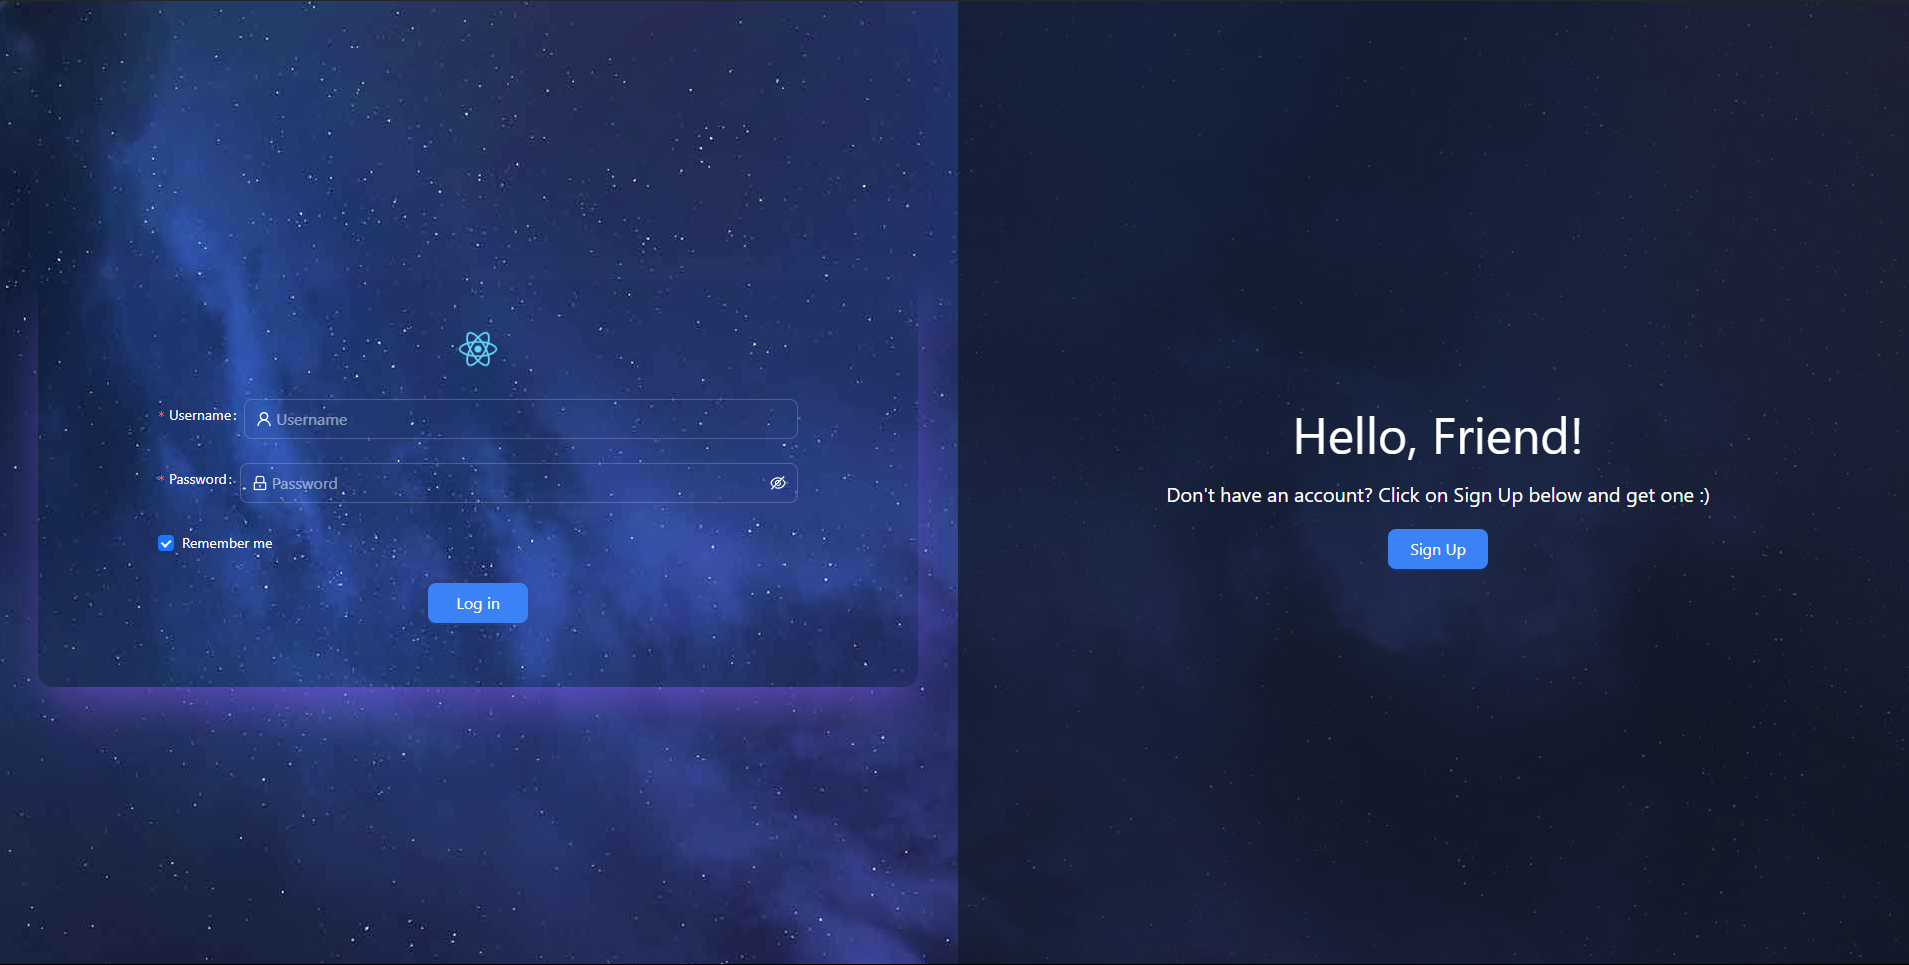 * Username:
Username
* Password:
Password
Remember me
Log in
Hello, Friend!
Don't have an account? Click on Sign Up below and get one :)
Sign Up